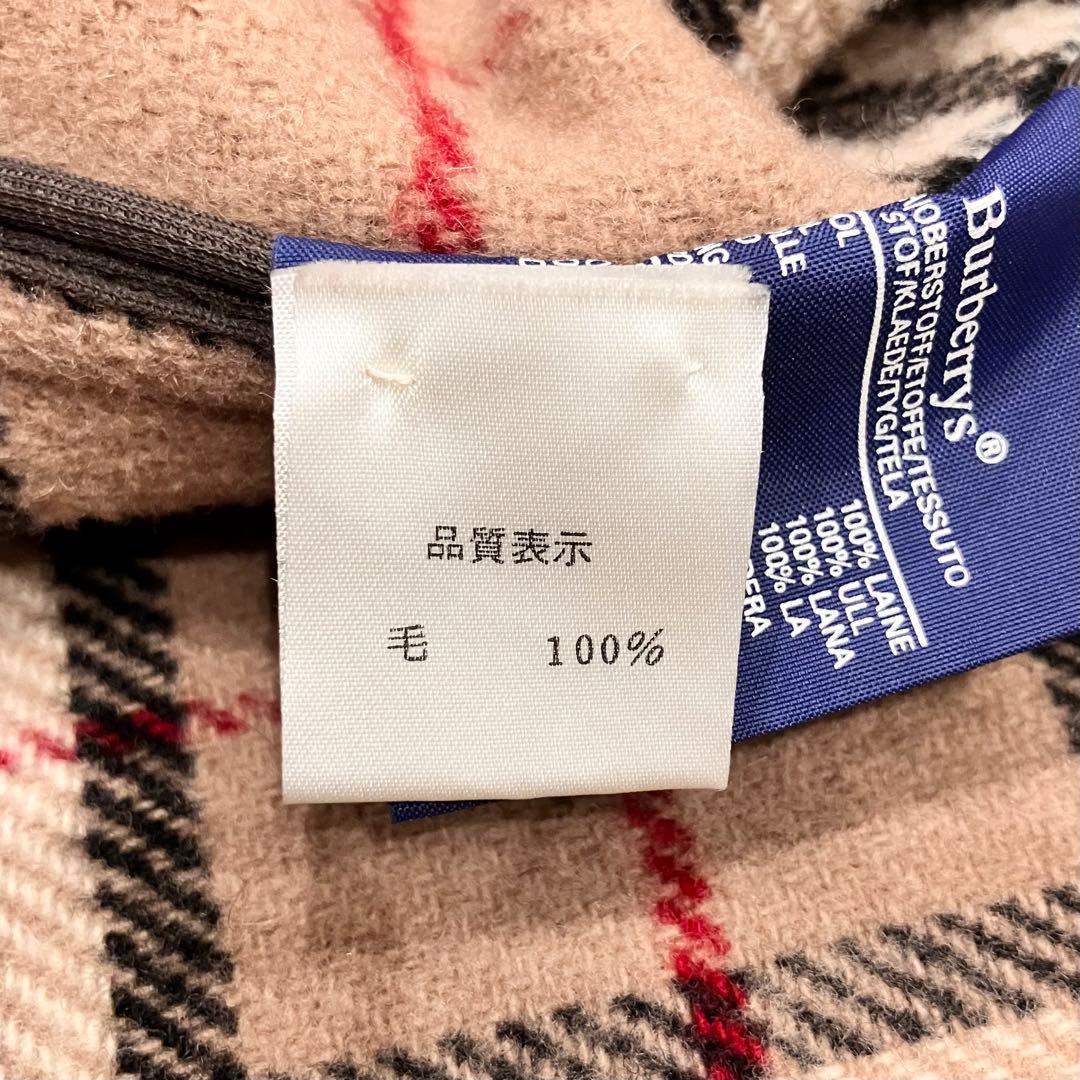 品質表示
毛 100%
Burberrys®
OBERSTOFF/ETOFFE/TESSUTO
STOF/KLAEDE/TYG/TELA
100% LAINE
100% ULL
100% LANA
100% LA